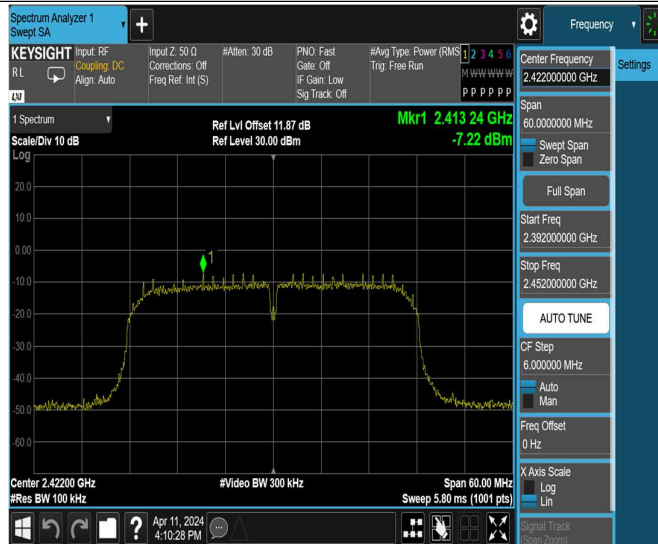 Spectrum Analyzer 1
Swept SA
+
Frequency
KEYSIGHT
RL
LXI
Input: RF
Coupling: DC
Align: Auto
Input Z: 50 Ω
Corrections: Off
Freq Ref: Int (S)
#Atten: 30 dB
PNO: Fast
Gate: Off
IF Gain: Low
Sig Track: Off
#Avg Type: Power (RMS
Trig: Free Run
1 2 3 4 5 6
M W W W W W
P P P P P P
1 Spectrum
Scale/Div 10 dB
Ref Lvl Offset 11.87 dB
Ref Level 30.00 dBm
Mkr1 2.413 24 GHz
-7.22 dBm
Log
20.0
10.0
0.00
-10.0
-20.0
-30.0
-40.0
-50.0
-60.0
1
Center 2.42200 GHz
#Res BW 100 kHz
#Video BW 300 kHz
Span 60.00 MHz
Sweep 5.80 ms (1001 pts)
Apr 11, 2024
4:10:28 PM
?
Center Frequency
2.422000000 GHz
Settings
Span
60.0000000 MHz
Swept Span
Zero Span
Full Span
Start Freq
2.392000000 GHz
Stop Freq
2.452000000 GHz
AUTO TUNE
CF Step
6.000000 MHz
Auto
Man
Freq Offset
0 Hz
X Axis Scale
Log
Lin
Signal Track
(Span Zoom)